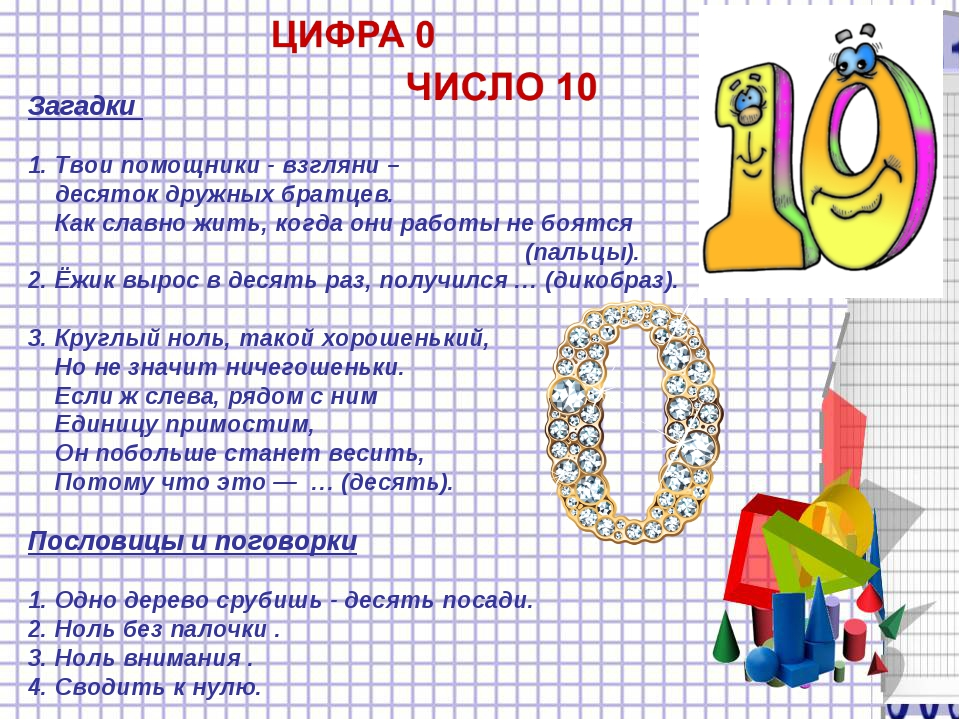 ЦИФРА 0
ЧИСЛО 10
Загадки
1. Твои помощники - взгляни –
десяток дружных братцев.
Как славно жить, когда они работы не боятся
(пальцы).
2. Ёжик вырос в десять раз, получился … (дикобраз).
3. Круглый ноль, такой хорошенький,
Но не значит ничегошеньки.
Если ж слева, рядом с ним
Единицу примостим,
Он побольше станет весить,
Потому что это — … (десять).
Пословицы и поговорки
1. Одно дерево срубишь - десять посади.
2. Ноль без палочки .
3. Ноль внимания .
4. Сводить к нулю.
10
0